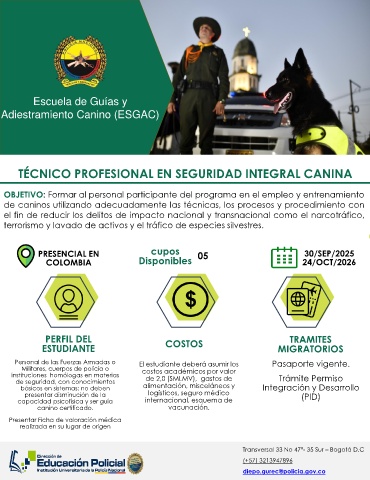 Escuela de Guías y
Adiestramiento Canino (ESGAC)
TÉCNICO PROFESIONAL EN SEGURIDAD INTEGRAL CANINA
OBJETIVO: Formar al personal participante del programa en el empleo y entrenamiento
de caninos utilizando adecuadamente las técnicas, los procesos y procedimiento con
el fin de reducir los delitos de impacto nacional y transnacional como el narcotráfico,
terrorismo y lavado de activos y el tráfico de especies silvestres.
PRESENCIAL EN
COLOMBIA
cupos
Disponibles 05
30/SEP/2025
24/OCT/2026
PERFIL DEL
ESTUDIANTE
Personal de las Fuerzas Armadas o
Militares, cuerpos de policía o
instituciones homólogas en materias
de seguridad, con conocimientos
básicos en sistemas; no deben
presentar disminución de la
capacidad psicofísica y ser guía
canino certificado.
Presentar Ficha de valoración médica
realizada en su lugar de origen
$
COSTOS
El estudiante deberá asumir los
costos académicos por valor
de 2,0 (SMLMV), gastos de
alimentación, misceláneos y
logísticos, seguro médico
internacional, esquema de
vacunación.
TRAMITES
MIGRATORIOS
Pasaporte vigente.
Trámite Permiso
Integración y Desarrollo
(PID)
Dirección de
Educación Policial
Institución Universitaria de la Policía Nacional
Transversal 33 No 47ª- 35 Sur – Bogotá D.C
(+57) 3213947896
diepo.gurec@policia.gov.co